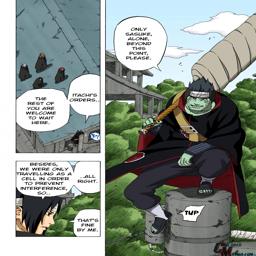 ONLY
SASUKE,
ALONE,
BEYOND
THIS
POINT,
PLEASE.
ITACHI'S
ORDERS...
THE
REST OF
YOU ARE
WELCOME
TO WAIT
HERE.
BESIDES,
WE WERE ONLY
TRAVELLING AS A
CELL IN ORDER
TO PREVENT
INTERFERENCE,
SO...
...ALL
RIGHT.
THAT'S
FINE BY
ME.
TUP